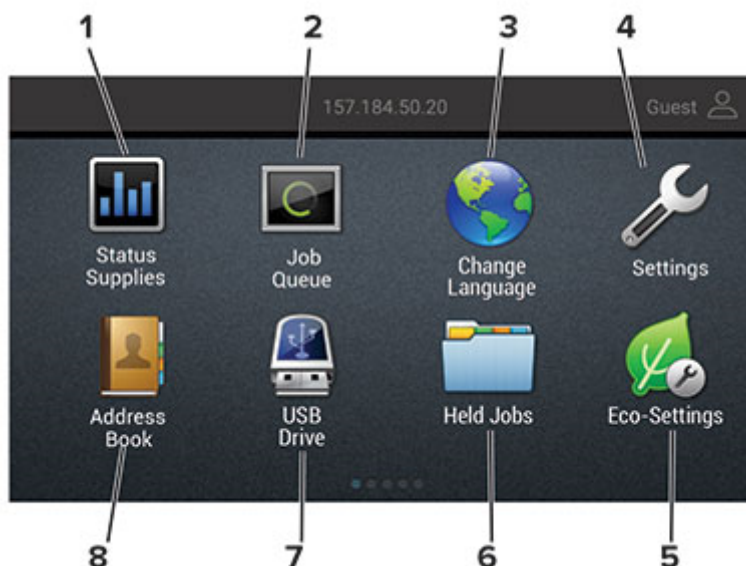 1 2 3 4
157.184.50.20 Guest
Status
Supplies
Job
Queue
Change
Language
Settings
Address
Book
USB
Drive
Held Jobs
Eco-Settings
8 7 6 5